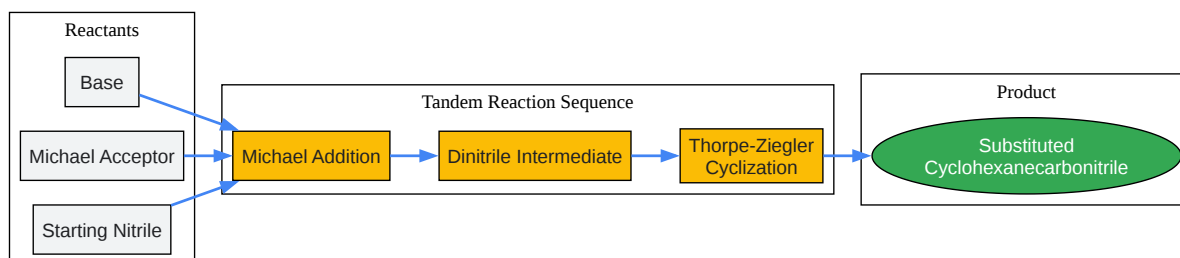 Reactants
Base
Michael Acceptor
Starting Nitrile
Tandem Reaction Sequence
Michael Addition
Dinitrile Intermediate
Thorpe-Ziegler
Cyclization
Product
Substituted
Cyclohexanecarbonitrile